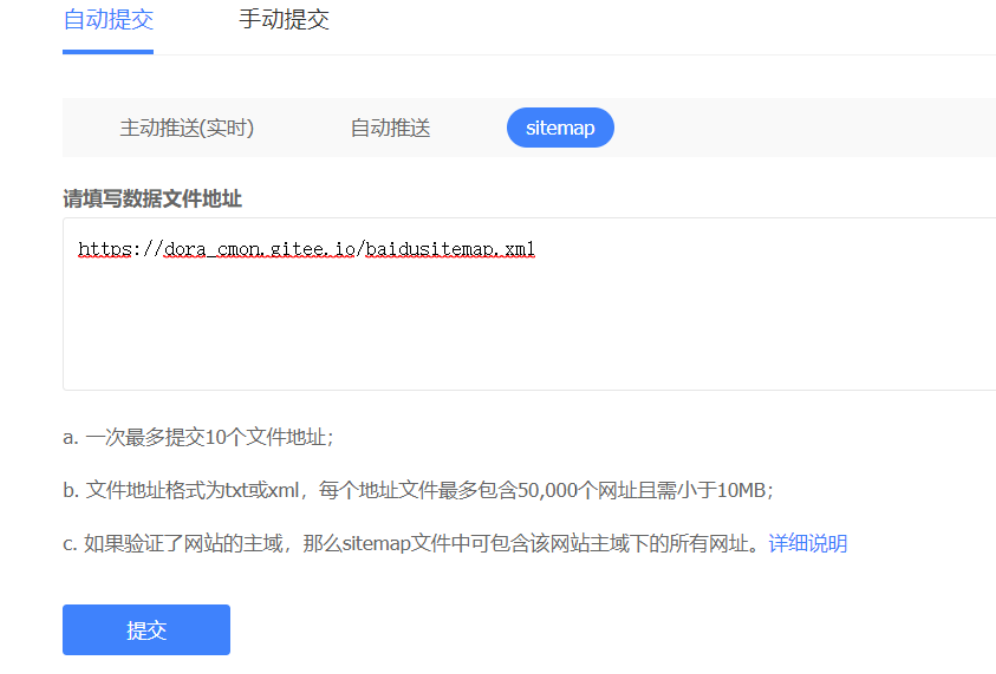 自动提交 手动提交
主动推送(实时) 自动推送 sitemap
请填写数据文件地址
https://dora_cmon.gitee.io/baidusitemap.xml
a. 一次最多提交10个文件地址；
b. 文件地址格式为txt或xml，每个地址文件最多包含50,000个网址且需小于10MB；
c. 如果验证了网站的主域，那么sitemap文件中可包含该网站主域下的所有网址。详细说明
提交